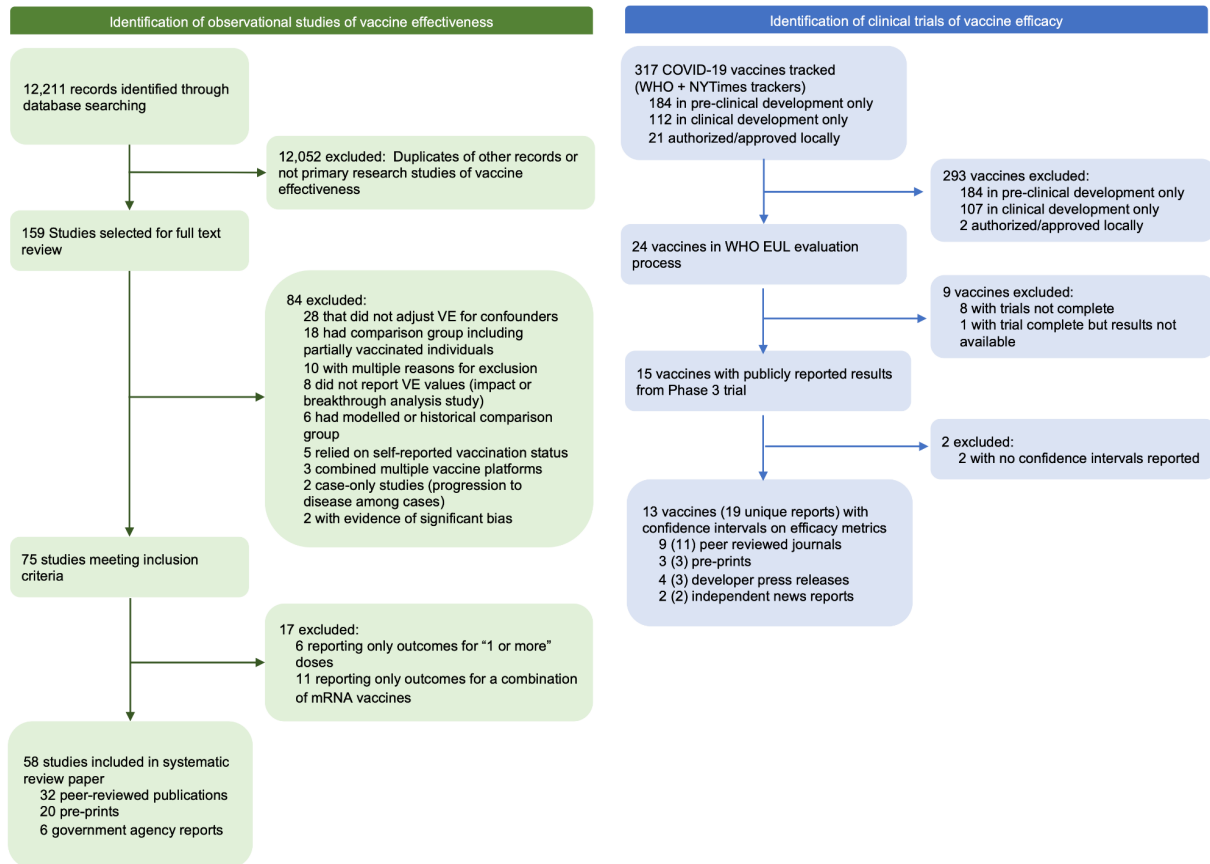 Identification of observational studies of vaccine effectiveness
12,211 records identified through
database searching
12,052 excluded:  Duplicates of other records or
not primary research studies of vaccine
effectiveness
159 Studies selected for full text
review
84 excluded:
28 that did not adjust VE for confounders
18 had comparison group including
partially vaccinated individuals
10 with multiple reasons for exclusion
8 did not report VE values (impact or
breakthrough analysis study)
6 had modelled or historical comparison
group
5 relied on self-reported vaccination status
3 combined multiple vaccine platforms
2 case-only studies (progression to
disease among cases)
2 with evidence of significant bias
75 studies meeting inclusion
criteria
17 excluded:
6 reporting only outcomes for “1 or more”
doses
11 reporting only outcomes for a combination
of mRNA vaccines
58 studies included in systematic
review paper
32 peer-reviewed publications
20 pre-prints
6 government agency reports
Identification of clinical trials of vaccine efficacy
317 COVID-19 vaccines tracked
(WHO + NYTimes trackers)
184 in pre-clinical development only
112 in clinical development only
21 authorized/approved locally
293 vaccines excluded:
184 in pre-clinical development only
107 in clinical development only
2 authorized/approved locally
24 vaccines in WHO EUL evaluation
process
9 vaccines excluded:
8 with trials not complete
1 with trial complete but results not
available
15 vaccines with publicly reported results
from Phase 3 trial
2 excluded:
2 with no confidence intervals reported
13 vaccines (19 unique reports) with
confidence intervals on efficacy metrics
9 (11) peer reviewed journals
3 (3) pre-prints
4 (3) developer press releases
2 (2) independent news reports